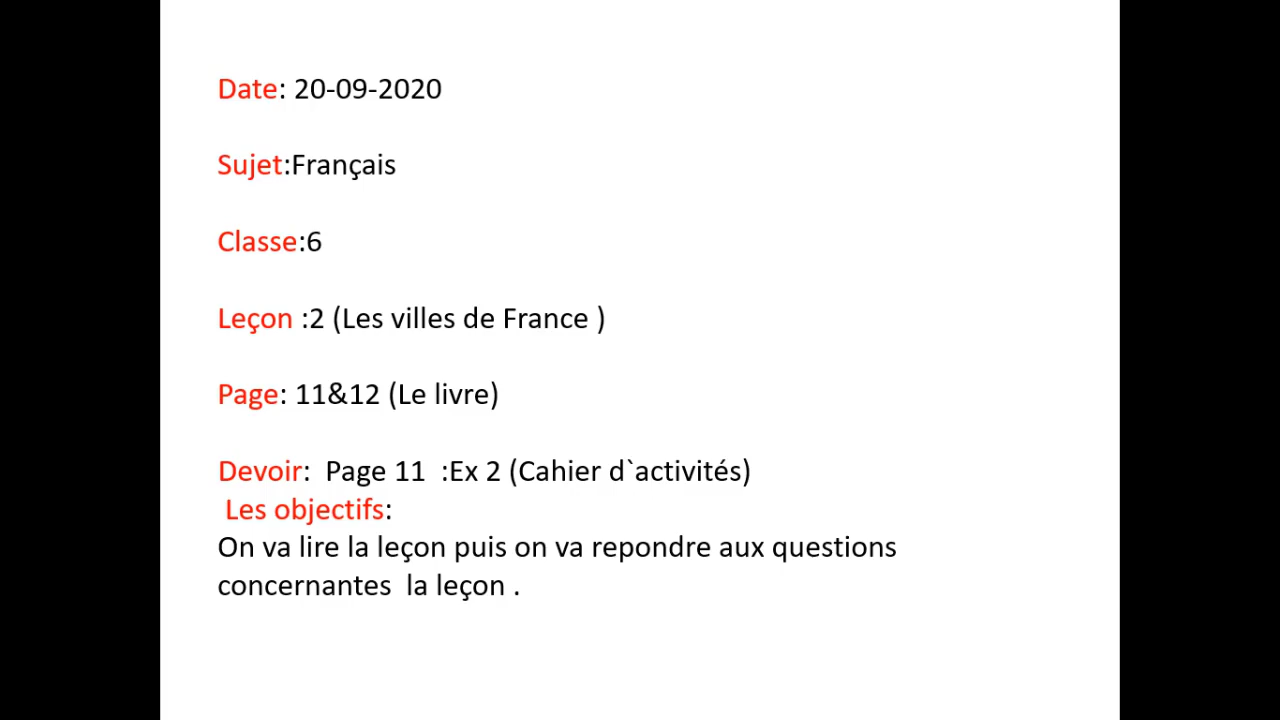 Date: 20-09-2020
Sujet:Français
Classe:6
Leçon :2 (Les villes de France )
Page: 11&12 (Le livre)
Devoir:  Page 11  :Ex 2 (Cahier d`activités)
Les objectifs:
On va lire la leçon puis on va repondre aux questions
concernantes  la leçon .